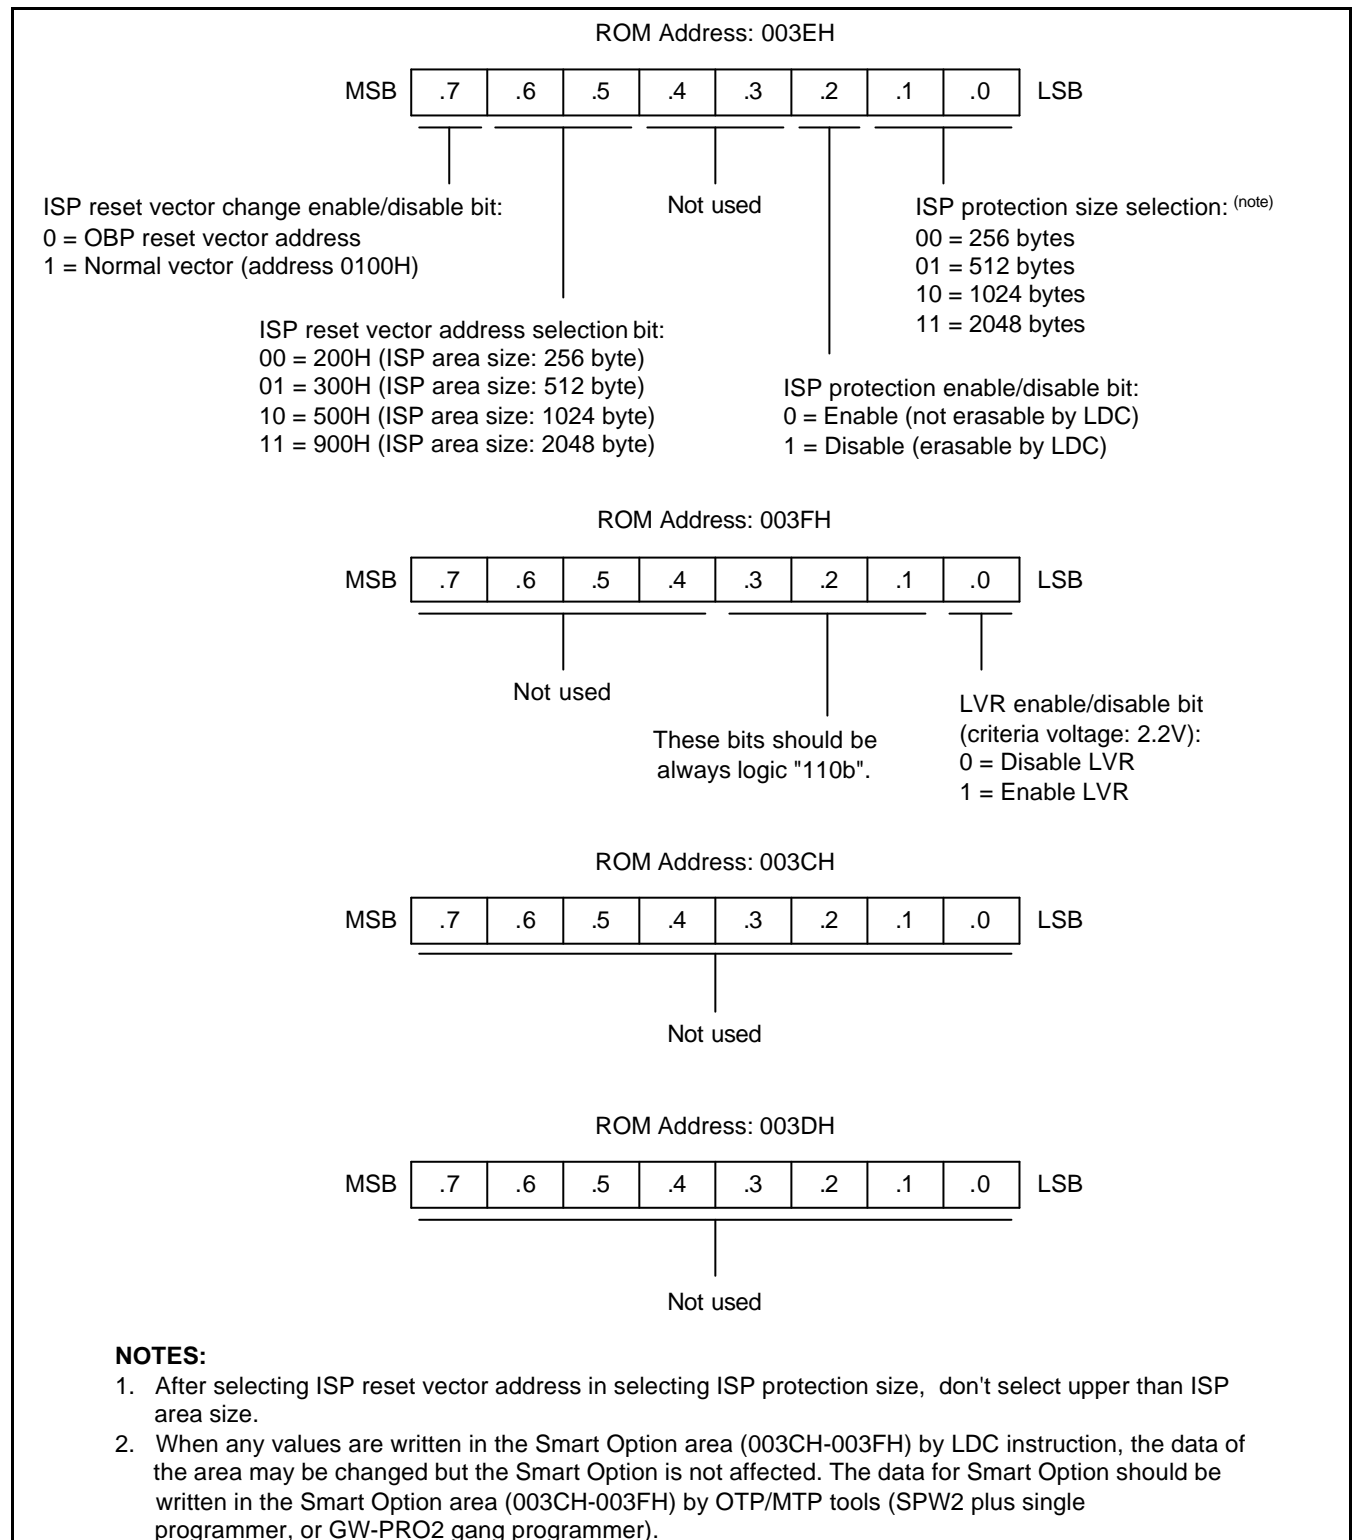 ROM Address: 003EH
MSB .7 .6 .5 .4 .3 .2 .1 .0 LSB
ISP reset vector change enable/disable bit:
0 = OBP reset vector address
1 = Normal vector (address 0100H)
Not used
ISP protection size selection: (note)
00 = 256 bytes
01 = 512 bytes
10 = 1024 bytes
11 = 2048 bytes
ISP reset vector address selection bit:
00 = 200H (ISP area size: 256 byte)
01 = 300H (ISP area size: 512 byte)
10 = 500H (ISP area size: 1024 byte)
11 = 900H (ISP area size: 2048 byte)
ISP protection enable/disable bit:
0 = Enable (not erasable by LDC)
1 = Disable (erasable by LDC)
ROM Address: 003FH
MSB .7 .6 .5 .4 .3 .2 .1 .0 LSB
Not used
These bits should be
always logic "110b".
LVR enable/disable bit
(criteria voltage: 2.2V):
0 = Disable LVR
1 = Enable LVR
ROM Address: 003CH
MSB .7 .6 .5 .4 .3 .2 .1 .0 LSB
Not used
ROM Address: 003DH
MSB .7 .6 .5 .4 .3 .2 .1 .0 LSB
Not used
NOTES:
1. After selecting ISP reset vector address in selecting ISP protection size, don't select upper than ISP
area size.
2. When any values are written in the Smart Option area (003CH-003FH) by LDC instruction, the data of
the area may be changed but the Smart Option is not affected. The data for Smart Option should be
written in the Smart Option area (003CH-003FH) by OTP/MTP tools (SPW2 plus single
programmer, or GW-PRO2 gang programmer).